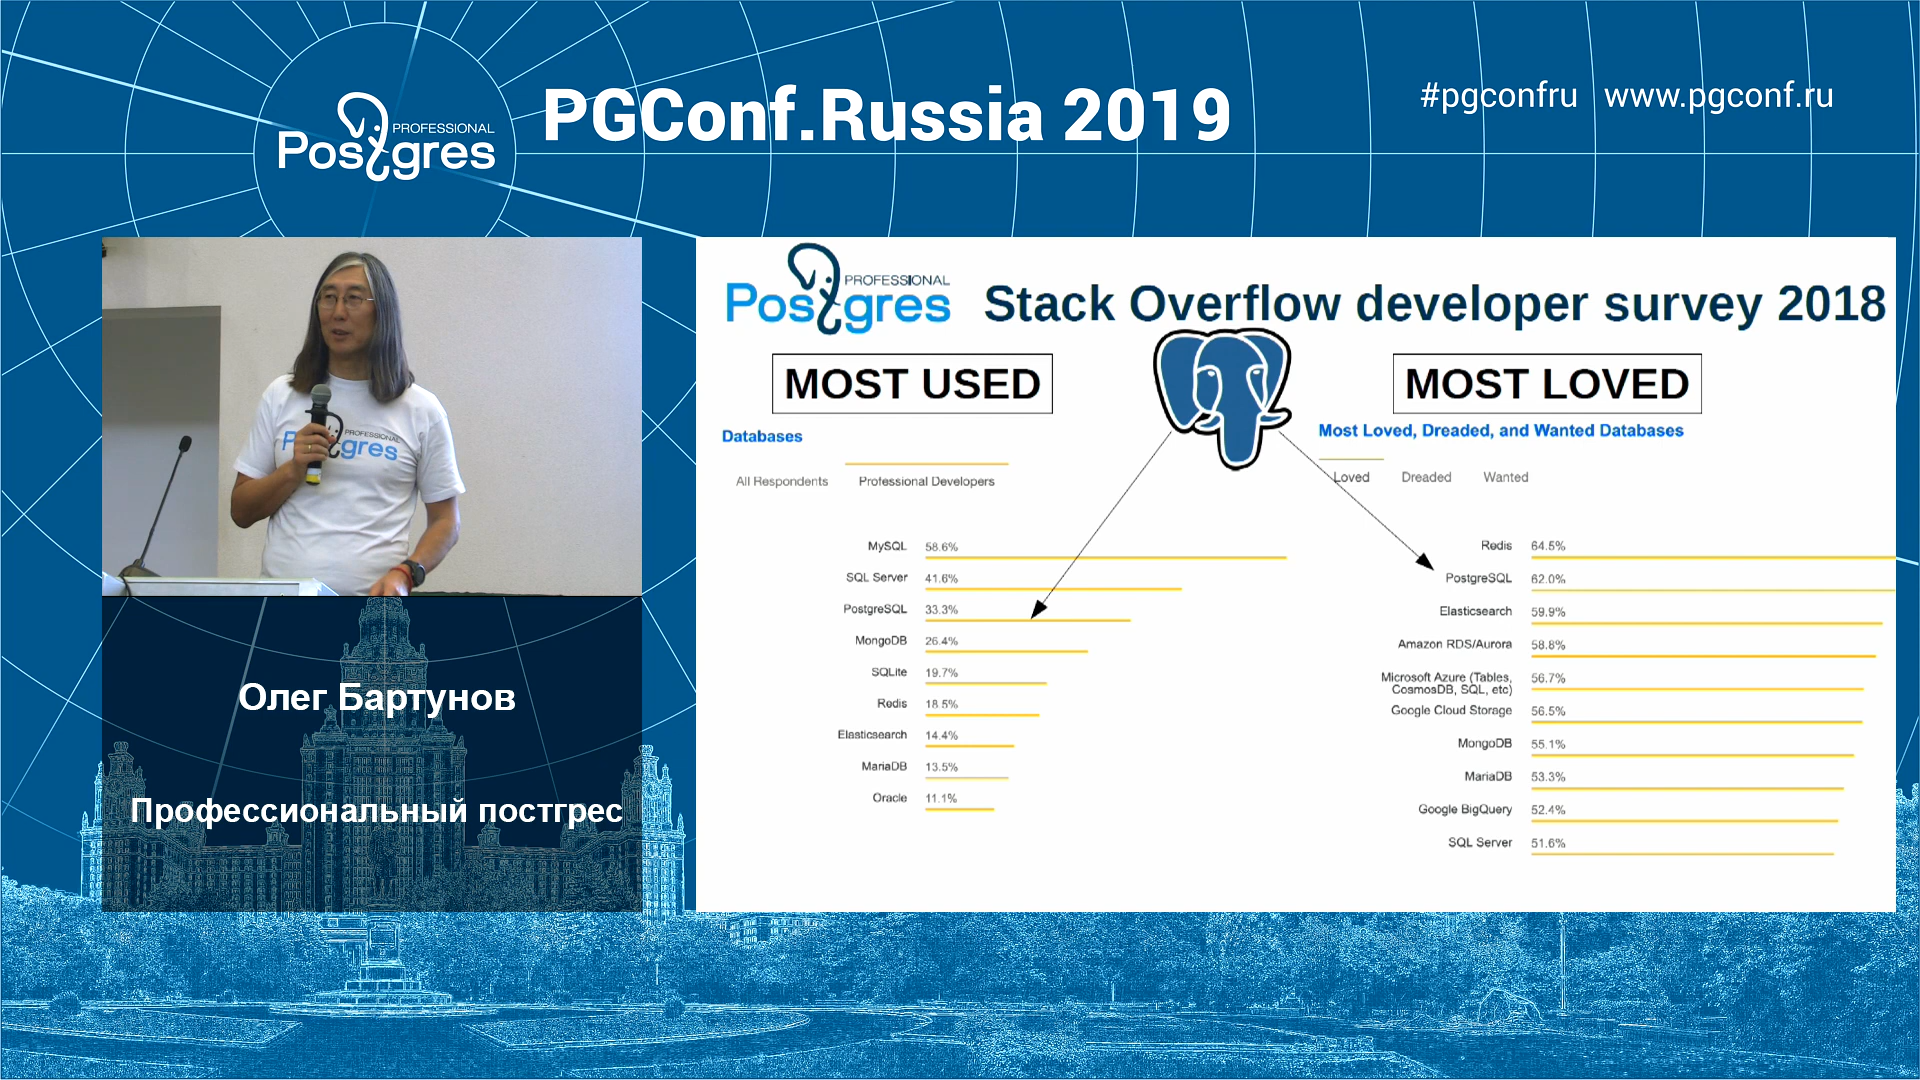 PROFESSIONAL
Postgres
PGConf.Russia 2019
#pgconfru www.pgconf.ru
PROFESSIONAL
Postgres
Олег Бартунов
Профессиональный постгрес
PROFESSIONAL
Postgres
Stack Overflow developer survey 2018
MOST USED
Databases
All Respondents Professional Developers
MySQL 58.6%
SQL Server 41.6%
PostgreSQL 33.3%
MongoDB 26.4%
SQLite 19.7%
Redis 18.5%
Elasticsearch 14.4%
MariaDB 13.5%
Oracle 11.1%
MOST LOVED
Most Loved, Dreaded, and Wanted Databases
Loved Dreaded Wanted
Redis 64.5%
PostgreSQL 62.0%
Elasticsearch 59.9%
Amazon RDS/Aurora 58.8%
Microsoft Azure (Tables,
CosmosDB, SQL, etc) 56.7%
Google Cloud Storage 56.5%
MongoDB 55.1%
MariaDB 53.3%
Google BigQuery 52.4%
SQL Server 51.6%